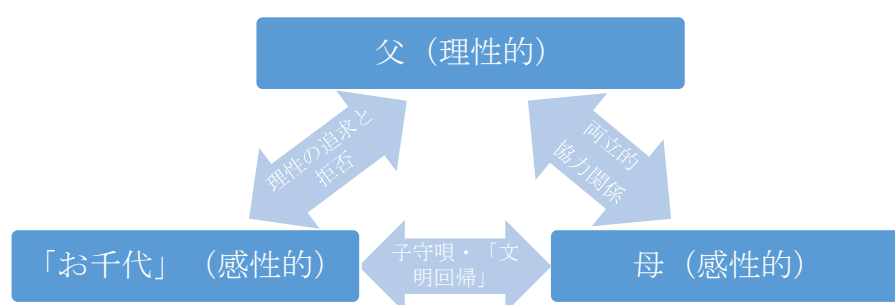 父（理性的）
理性の追求と
拒否
両立的
協力関係
「お千代」（感性的）
子守唄・「文
明回帰」
母（感性的）